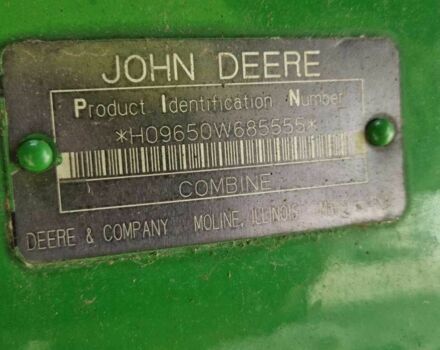 JOHN DEERE
Product Identification Number
*H09650W685555*
COMBINE
DEERE & COMPANY MOLINE, ILLINOIS